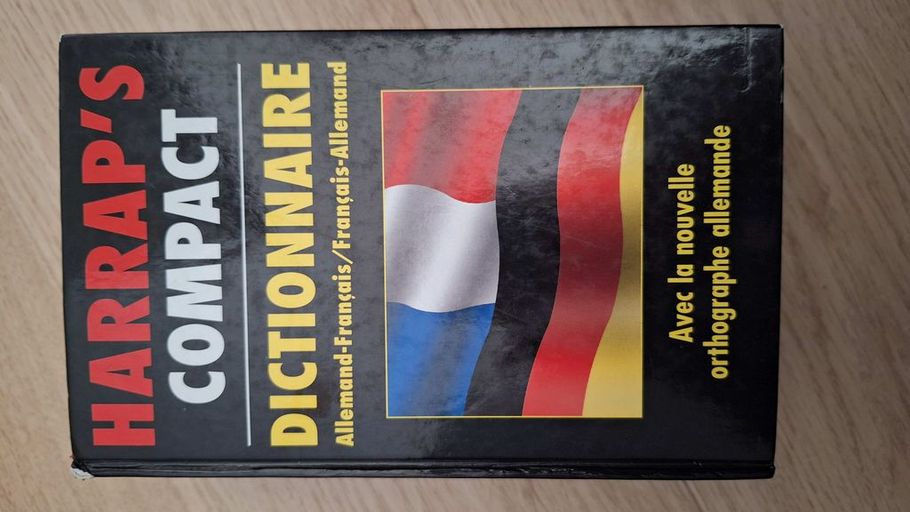 HARRAP'S
COMPACT
DICTIONNAIRE
Allemand-Français/Français-Allemand
Avec la nouvelle
orthographe allemande